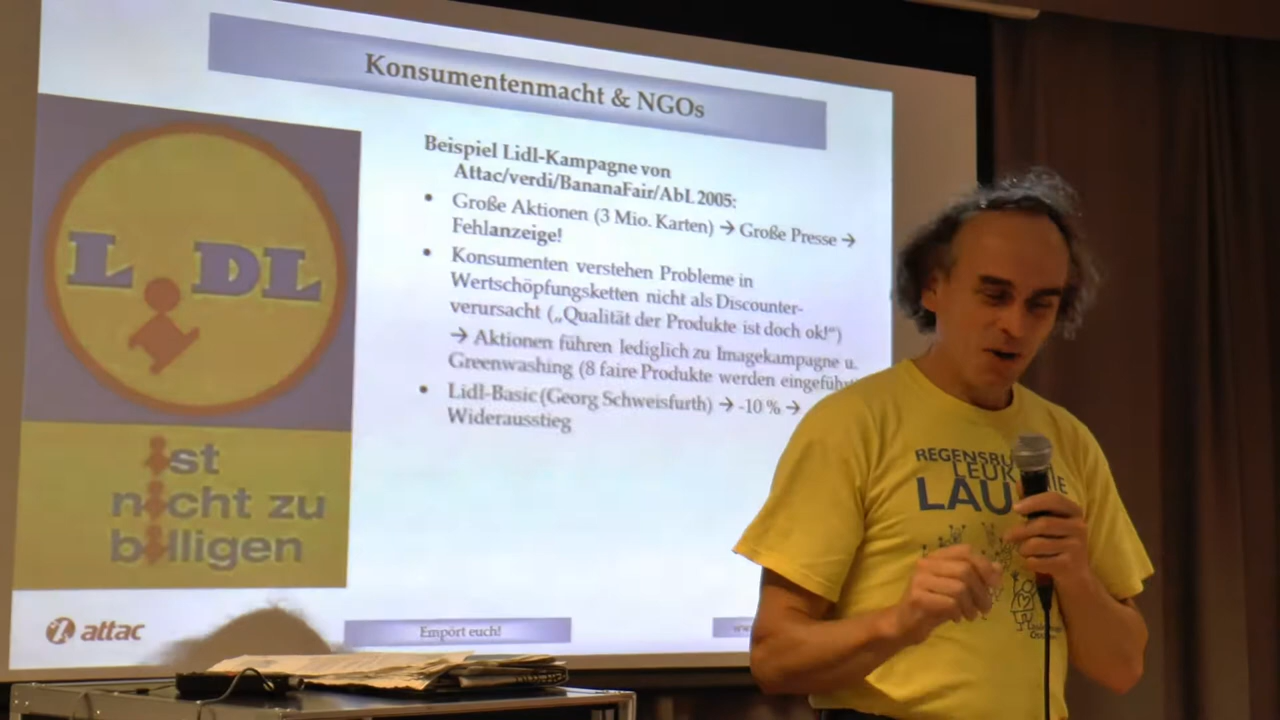 Konsumentenmacht & NGOs
Beispiel Lidl-Kampagne von
Attac/verdi/BananaFair/AbL 2005:
• Große Aktionen (3 Mio. Karten) → Große Presse →
Fehlanzeige!
• Konsumenten verstehen Probleme in
Wertschöpfungsketten nicht als Discounter-
verursacht („Qualität der Produkte ist doch ok!“)
→ Aktionen führen lediglich zu Imagekampagne u.
Greenwashing (8 faire Produkte werden eingeführt
• Lidl-Basic (Georg Schweisfurth) → -10 % →
Widerausstieg
LiDL
ist
nicht zu
billigen
attac
Empört euch!
REGENSBU
LEUK MIE
LAU